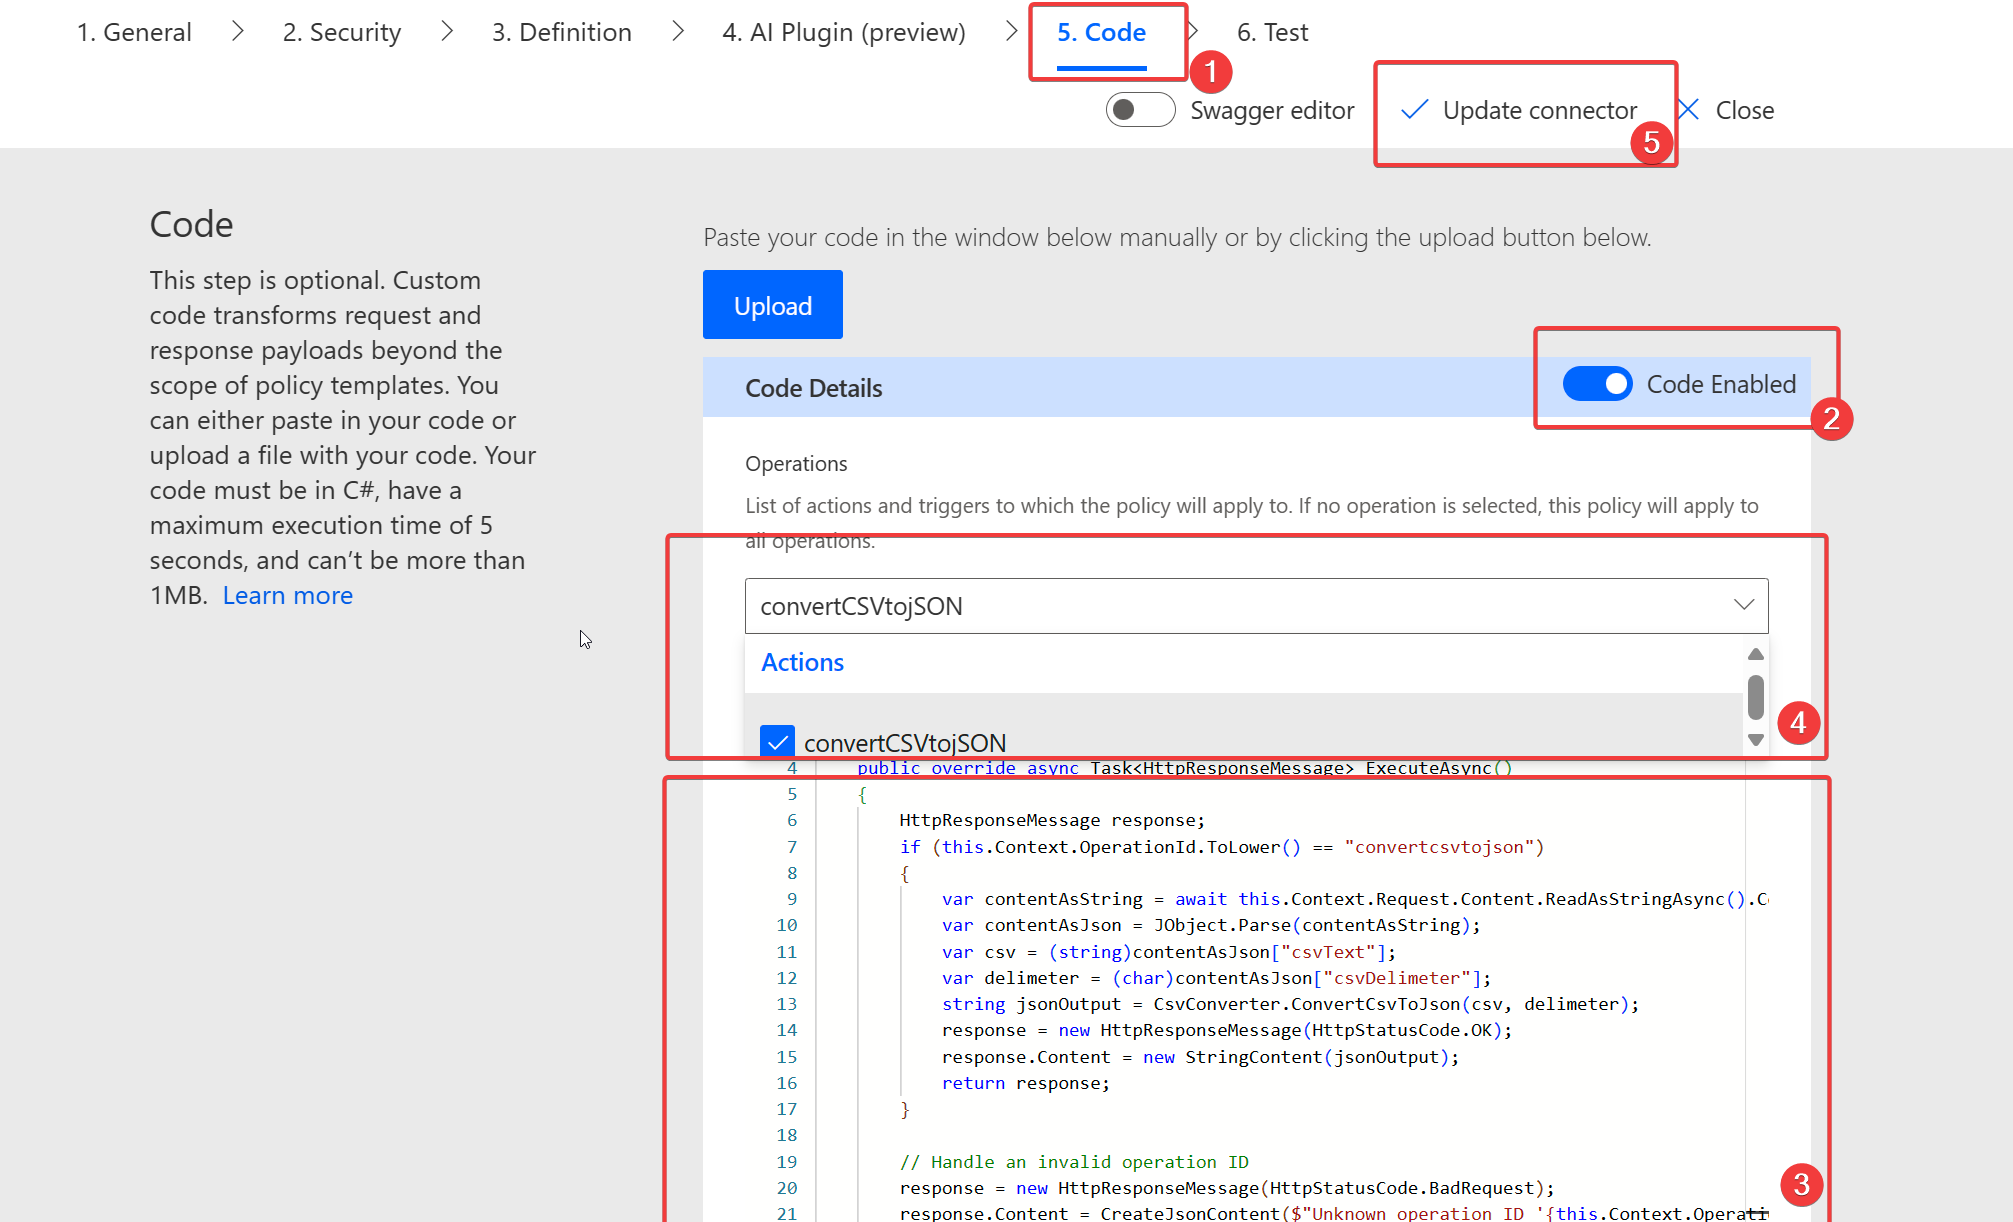 1. General > 2. Security > 3. Definition > 4. AI Plugin (preview) > 5. Code > 6. Test
1
Swagger editor Update connector Close
5
Code
This step is optional. Custom
code transforms request and
response payloads beyond the
scope of policy templates. You
can either paste in your code or
upload a file with your code. Your
code must be in C#, have a
maximum execution time of 5
seconds, and can't be more than
1MB. Learn more
Paste your code in the window below manually or by clicking the upload button below.
Upload
Code Details Code Enabled
2
Operations
List of actions and triggers to which the policy will apply to. If no operation is selected, this policy will apply to
all operations.
convertCSVtojSON
Actions
4
convertCSVtojSON
4 public override async Task<HttpResponseMessage> ExecuteAsync()
5 {
6 HttpResponseMessage response;
7 if (this.Context.OperationId.ToLower() == "convertcsvtojson")
8 {
9 var contentAsString = await this.Context.Request.Content.ReadAsStringAsync().C
10 var contentAsJson = JObject.Parse(contentAsString);
11 var csv = (string)contentAsJson["csvText"];
12 var delimeter = (char)contentAsJson["csvDelimeter"];
13 string jsonOutput = CsvConverter.ConvertCsvToJson(csv, delimeter);
14 response = new HttpResponseMessage(HttpStatusCode.OK);
15 response.Content = new StringContent(jsonOutput);
16 return response;
17 }
18
19 // Handle an invalid operation ID
20 response = new HttpResponseMessage(HttpStatusCode.BadRequest);
3
21 response.Content = CreateJsonContent($"Unknown operation ID '{this.Context.Operati